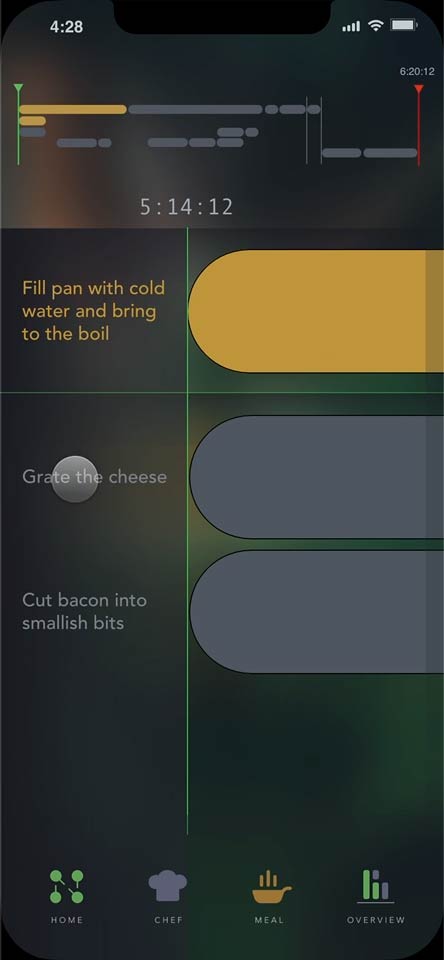 4:28
6:20:12
5:14:12
Fill pan with cold
water and bring
to the boil
Grate the cheese
Cut bacon into
smallish bits
HOME
CHEF
MEAL
OVERVIEW